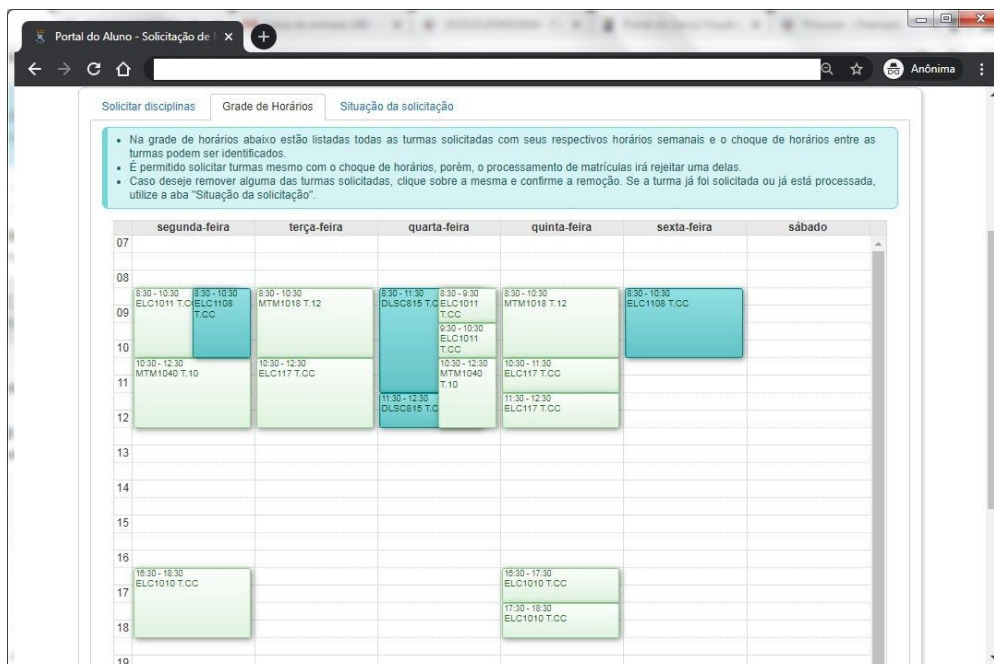 Portal do Aluno - Solicitação de
Anônima
Solicitar disciplinas Grade de Horários Situação da solicitação
Na grade de horários abaixo estão listadas todas as turmas solicitadas com seus respectivos horários semanais e o choque de horários entre as
turmas podem ser identificados.
É permitido solicitar turmas mesmo com o choque de horários, porém, o processamento de matrículas irá rejeitar uma delas.
Caso deseje remover alguma das turmas solicitadas, clique sobre a mesma e confirme a remoção. Se a turma já foi solicitada ou já está processada,
utilize a aba "Situação da solicitação".
segunda-feira terça-feira quarta-feira quinta-feira sexta-feira sábado
07
08
8:30 - 10:30 8:30 - 10:30 8:30 - 10:30 8:30 - 11:30 8:30 - 9:30 8:30 - 10:30 8:30 - 10:30
ELC1011 T.C ELC1108 MTM1018 T.12 DLSC815 T.C ELC1011 MTM1018 T.12 ELC1108 T.CC
T.CC T.CC
09
9:30 - 10:30
ELC1011
T.CC
10
10:30 - 12:30 10:30 - 12:30 10:30 - 12:30 10:30 - 11:30
MTM1040 T.10 ELC117 T.CC MTM1040 ELC117 T.CC
T.10
11
11:30 - 12:30 11:30 - 12:30
DLSC815 T.C ELC117 T.CC
12
13
14
15
16
16:30 - 18:30 16:30 - 17:30
ELC1010 T.CC ELC1010 T.CC
17
17:30 - 18:30
ELC1010 T.CC
18
19